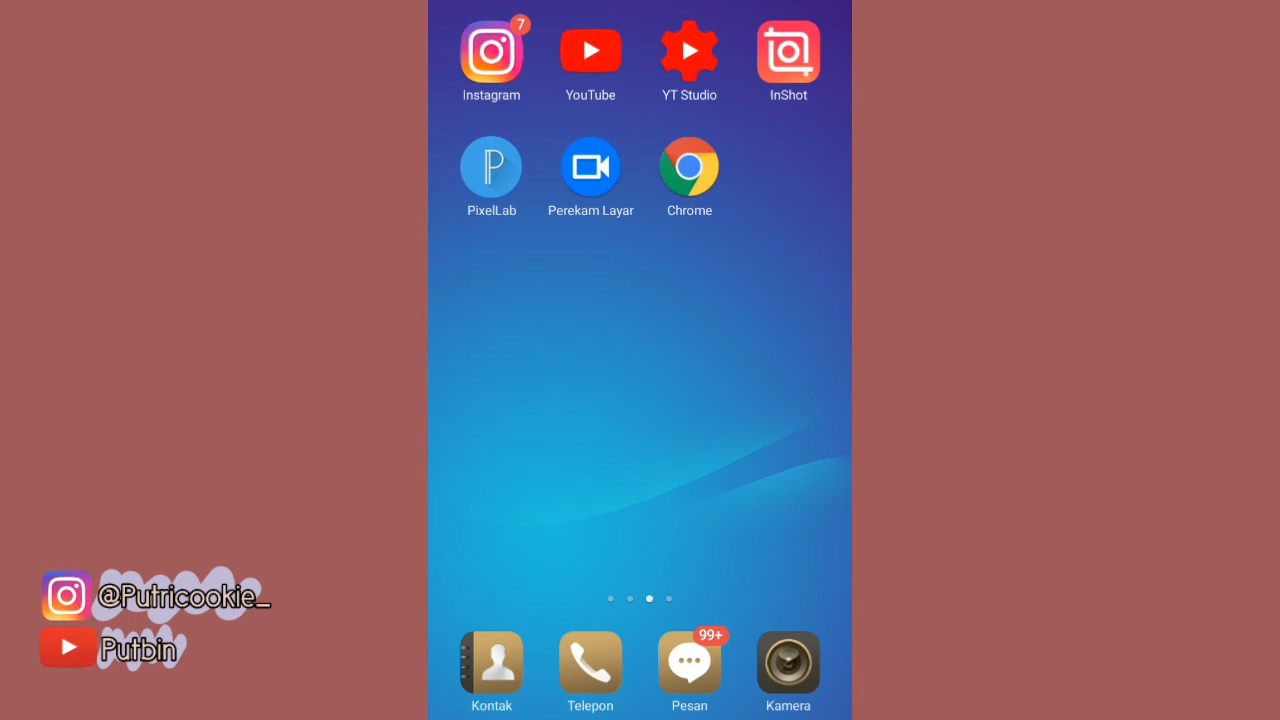 7
Instagram
YouTube
YT Studio
InShot
PixelLab
Perekam Layar
Chrome
@Putricookie_
Putbin
99+
Kontak
Telepon
Pesan
Kamera